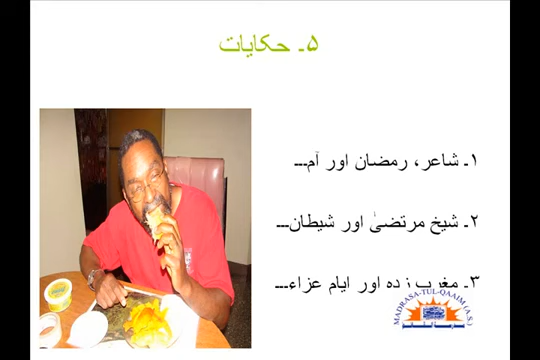 ۵۔ حکایات
۱۔ شاعر، رمضان اور آم۔۔۔
۲۔ شیخ مرتضیٰ اور شیطان۔۔۔
۳۔ مغرب زدہ اور ایام عزاء۔۔۔
MADRASA-TUL-QAAIM (A.S.)